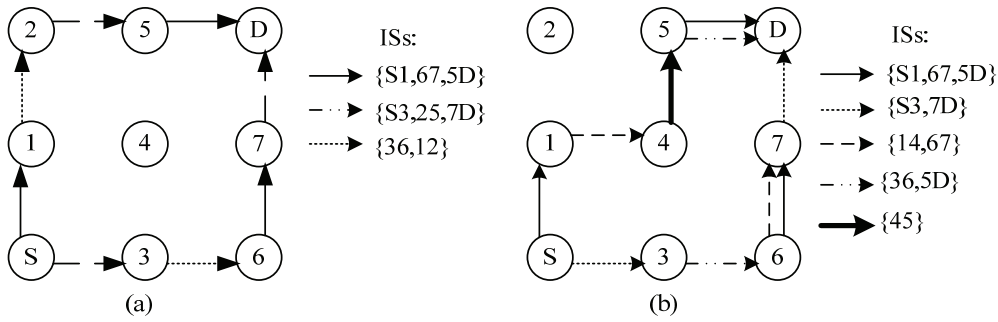 2 5 D
ISs:
{S1,67,5D}
{S3,25,7D}
{36,12}
1 4 7
S 3 6
(a)
2 5 D
ISs:
{S1,67,5D}
{S3,7D}
{14,67}
{36,5D}
{45}
1 4 7
S 3 6
(b)